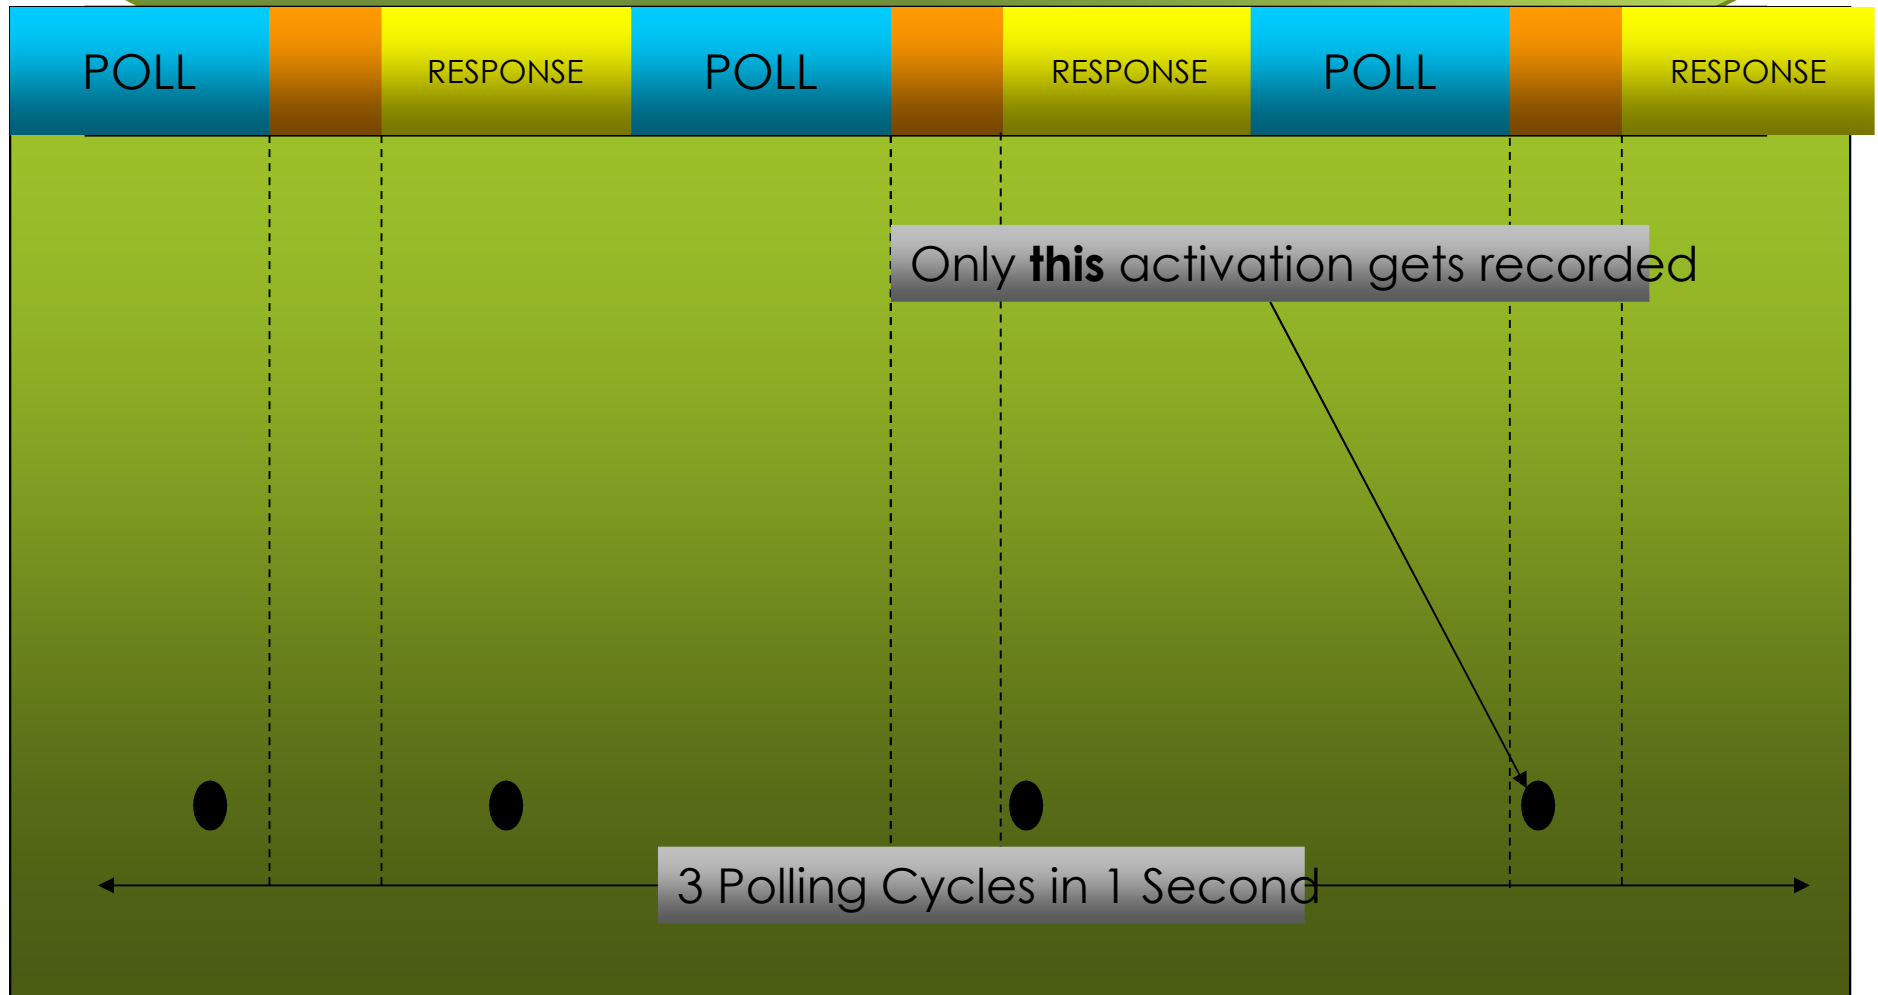 POLL
RESPONSE
POLL
RESPONSE
POLL
RESPONSE
Only this activation gets recorded
3 Polling Cycles in 1 Second